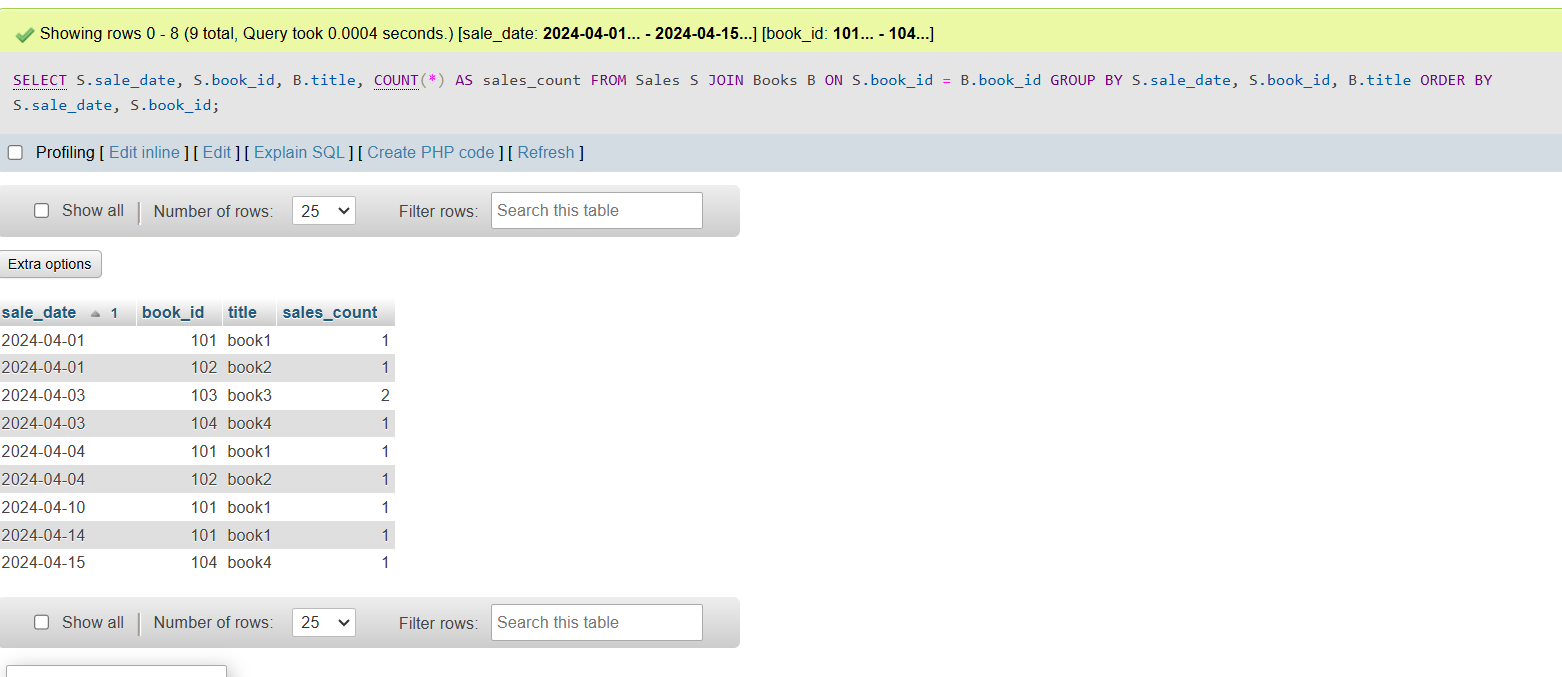 Showing rows 0 - 8 (9 total, Query took 0.0004 seconds.) [sale_date: 2024-04-01... - 2024-04-15...] [book_id: 101... - 104...]
SELECT S.sale_date, S.book_id, B.title, COUNT(*) AS sales_count FROM Sales S JOIN Books B ON S.book_id = B.book_id GROUP BY S.sale_date, S.book_id, B.title ORDER BY
S.sale_date, S.book_id;
Profiling [ Edit inline ] [ Edit ] [ Explain SQL ] [ Create PHP code ] [ Refresh ]
Show all Number of rows: 25 Filter rows: Search this table
Extra options
sale_date 1 book_id title sales_count
2024-04-01 101 book1 1
2024-04-01 102 book2 1
2024-04-03 103 book3 2
2024-04-03 104 book4 1
2024-04-04 101 book1 1
2024-04-04 102 book2 1
2024-04-10 101 book1 1
2024-04-14 101 book1 1
2024-04-15 104 book4 1
Show all Number of rows: 25 Filter rows: Search this table